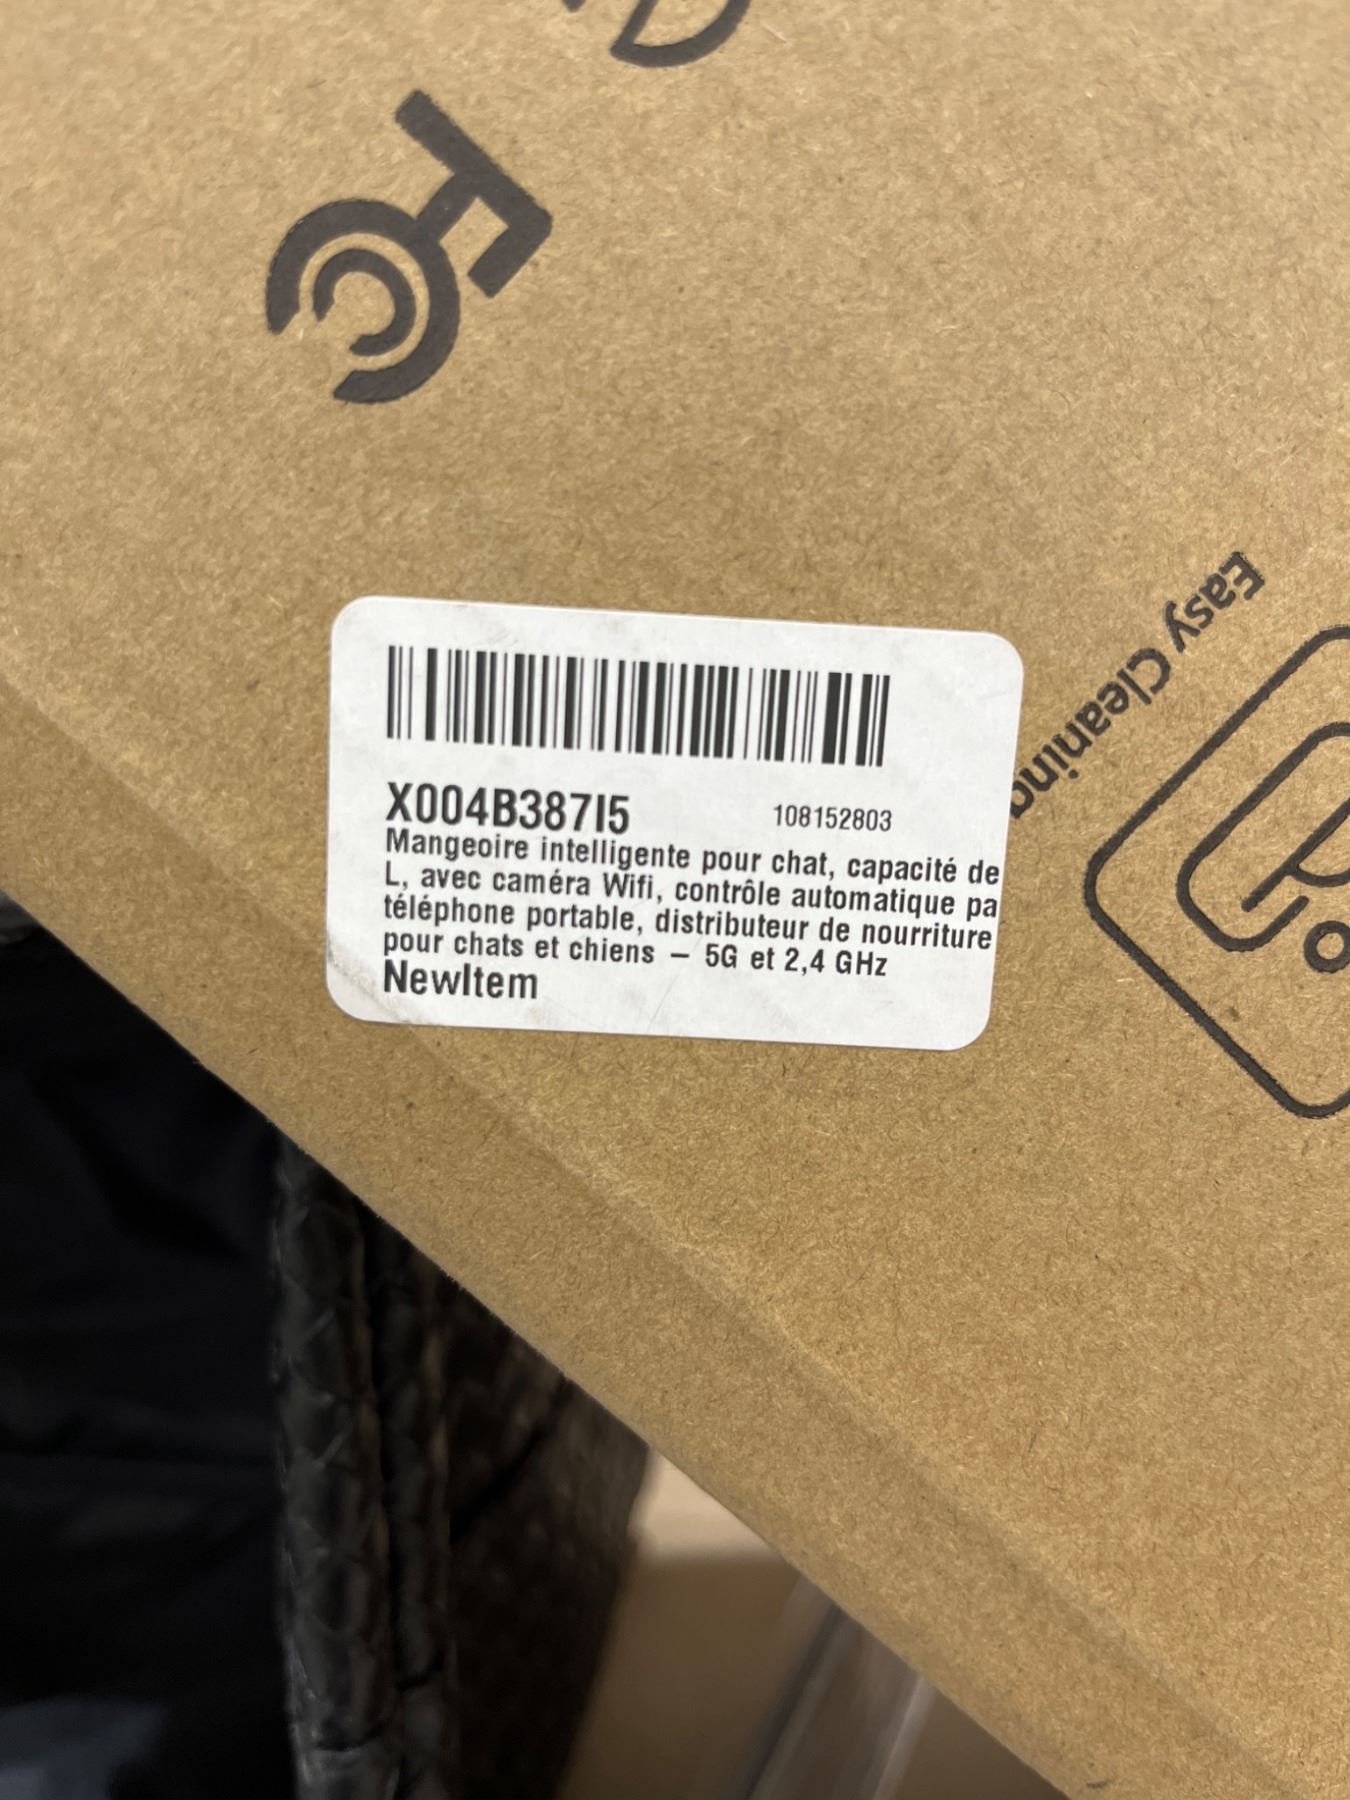 X004B387I5
108152803
Mangeoire intelligente pour chat, capacité de
L, avec caméra Wifi, contrôle automatique pa
téléphone portable, distributeur de nourriture
pour chats et chiens – 5G et 2,4 GHz
NewItem
Easy Cleaning